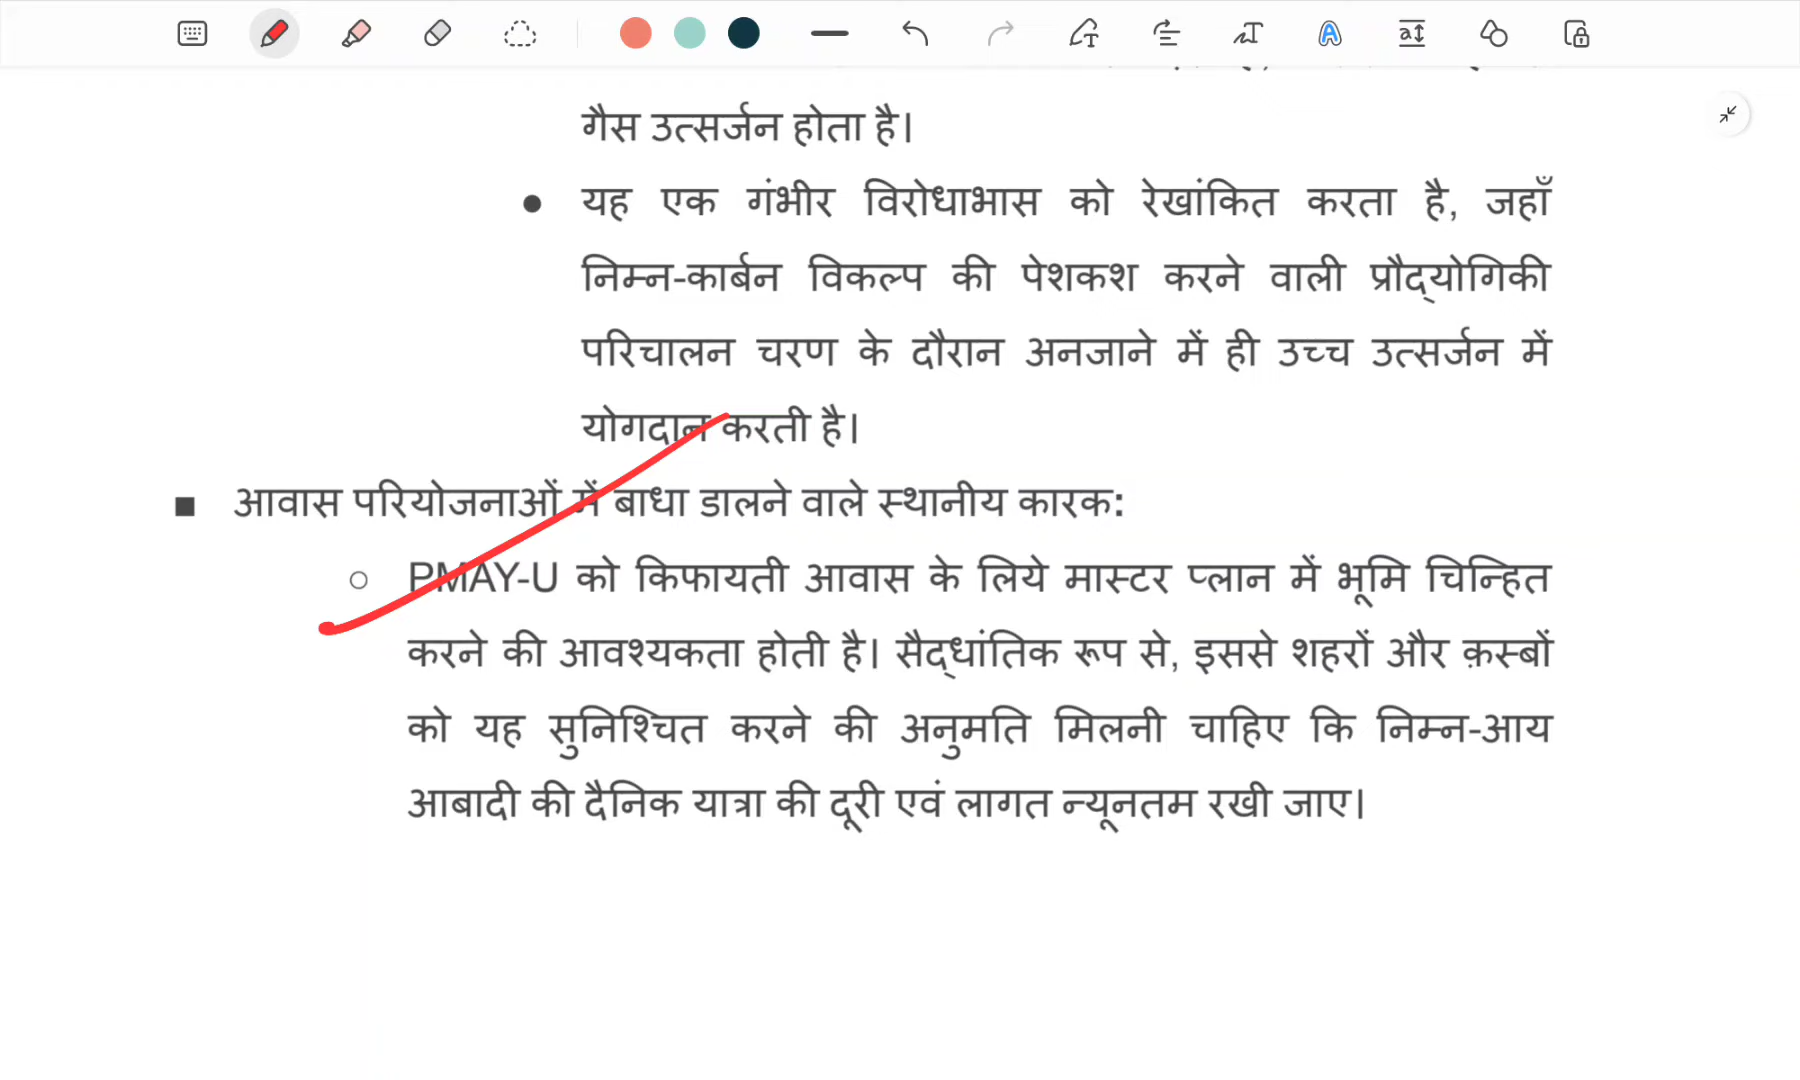 गैस उत्सर्जन होता है।
● यह एक गंभीर विरोधाभास को रेखांकित करता है, जहाँ
निम्न-कार्बन विकल्प की पेशकश करने वाली प्रौद्योगिकी
परिचालन चरण के दौरान अनजाने में ही उच्च उत्सर्जन में
योगदान करती है।
■ आवास परियोजनाओं में बाधा डालने वाले स्थानीय कारक:
○ PMAY-U को किफायती आवास के लिये मास्टर प्लान में भूमि चिन्हित
करने की आवश्यकता होती है। सैद्धांतिक रूप से, इससे शहरों और क़स्बों
को यह सुनिश्चित करने की अनुमति मिलनी चाहिए कि निम्न-आय
आबादी की दैनिक यात्रा की दूरी एवं लागत न्यूनतम रखी जाए।